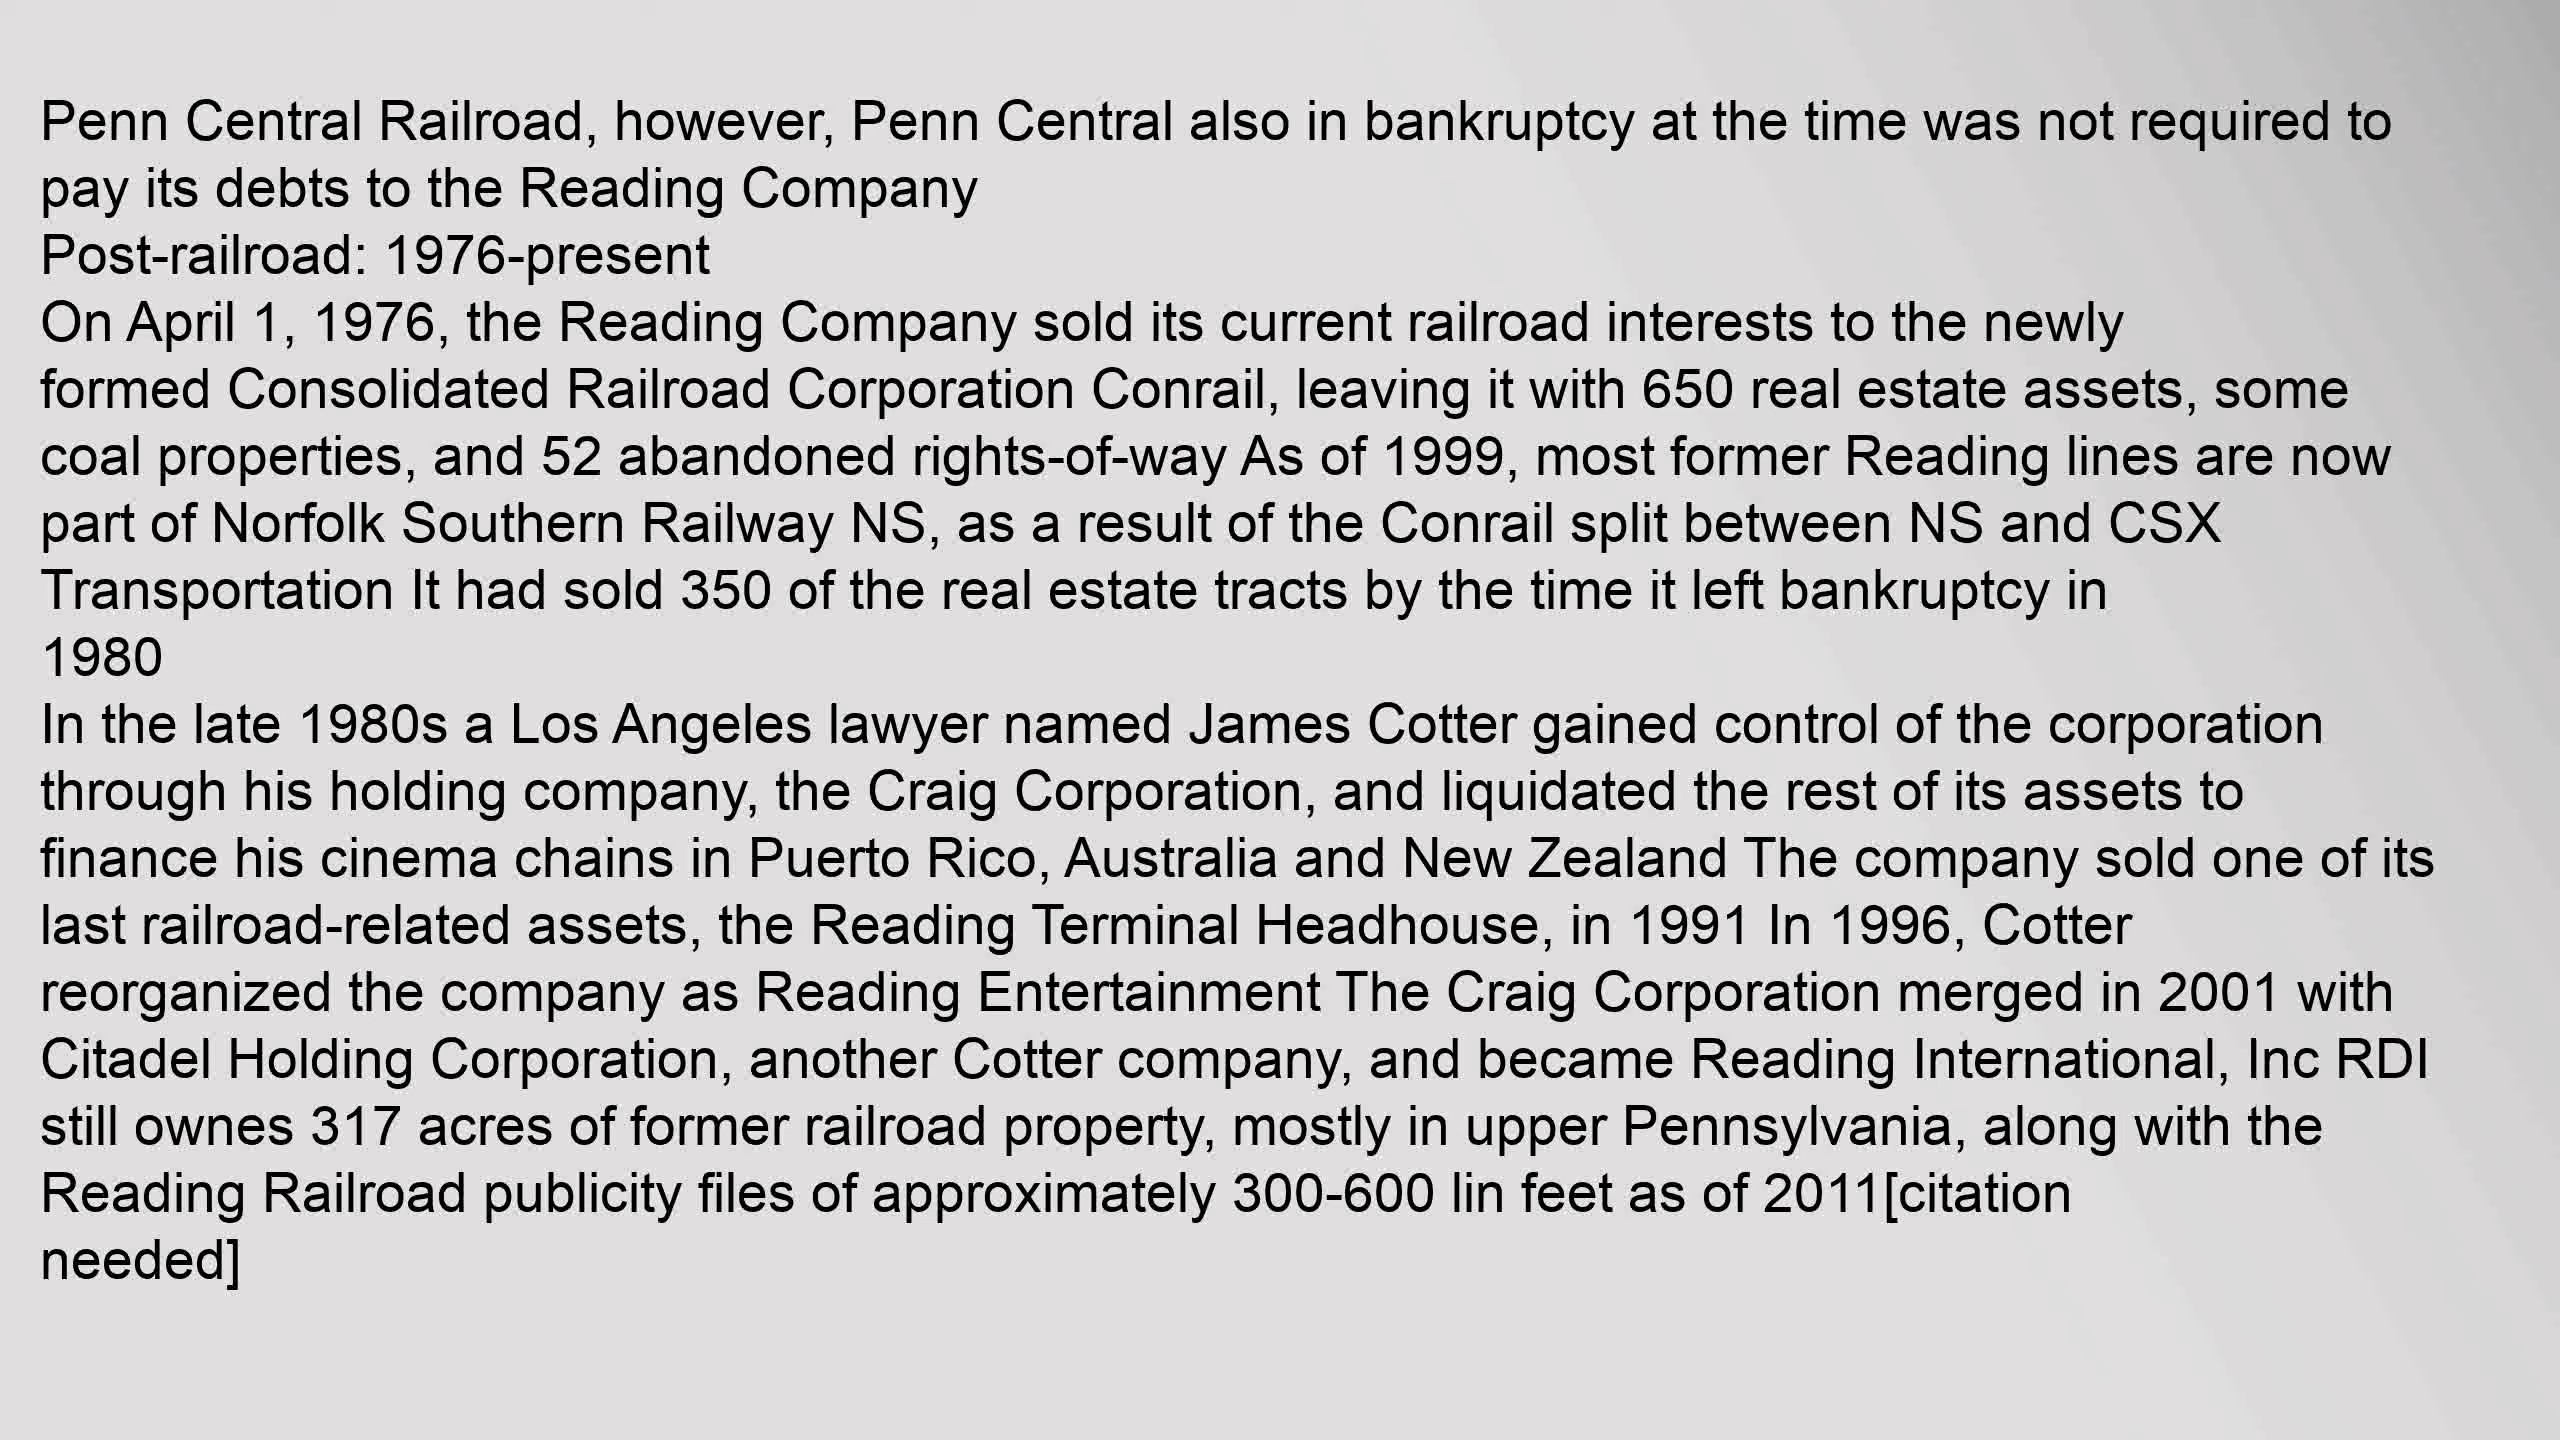 Penn Central Railroad, however, Penn Central also in bankruptcy at the time was not required to
pay its debts to the Reading Company
Post-railroad: 1976-present
On April 1, 1976, the Reading Company sold its current railroad interests to the newly
formed Consolidated Railroad Corporation Conrail, leaving it with 650 real estate assets, some
coal properties, and 52 abandoned rights-of-way As of 1999, most former Reading lines are now
part of Norfolk Southern Railway NS, as a result of the Conrail split between NS and CSX
Transportation It had sold 350 of the real estate tracts by the time it left bankruptcy in
1980
In the late 1980s a Los Angeles lawyer named James Cotter gained control of the corporation
through his holding company, the Craig Corporation, and liquidated the rest of its assets to
finance his cinema chains in Puerto Rico, Australia and New Zealand The company sold one of its
last railroad-related assets, the Reading Terminal Headhouse, in 1991 In 1996, Cotter
reorganized the company as Reading Entertainment The Craig Corporation merged in 2001 with
Citadel Holding Corporation, another Cotter company, and became Reading International, Inc RDI
still ownes 317 acres of former railroad property, mostly in upper Pennsylvania, along with the
Reading Railroad publicity files of approximately 300-600 lin feet as of 2011[citation
needed]